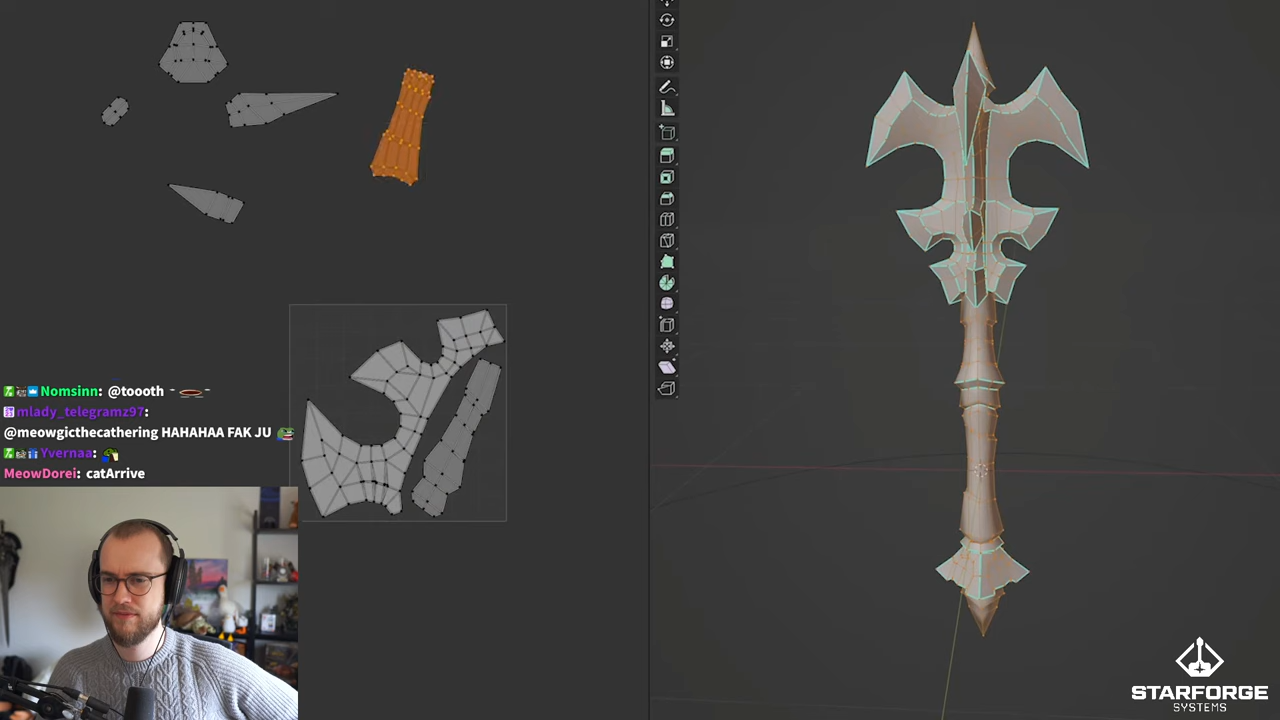 Nomsinn: @toooth
mlady_telegramz97:
@meowgicthecathering HAHAHAA FAK JU
Yvernaa:
MeowDorei: catArrive
STARFORGE
SYSTEMS